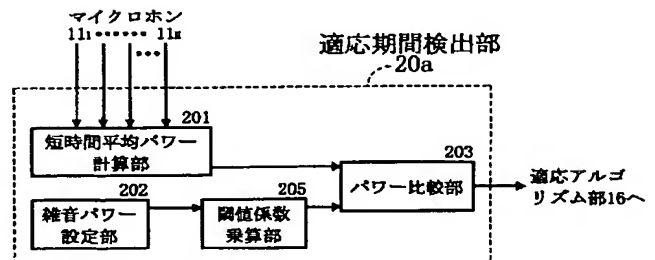 マイクロホン
11₁ ‥‥‥ 11M
適応期間検出部
20a
201
短時間平均パワー
計算部
203
パワー比較部
適応アルゴ
リズム部16へ
202
雑音パワー
設定部
205
閾値係数
乗算部